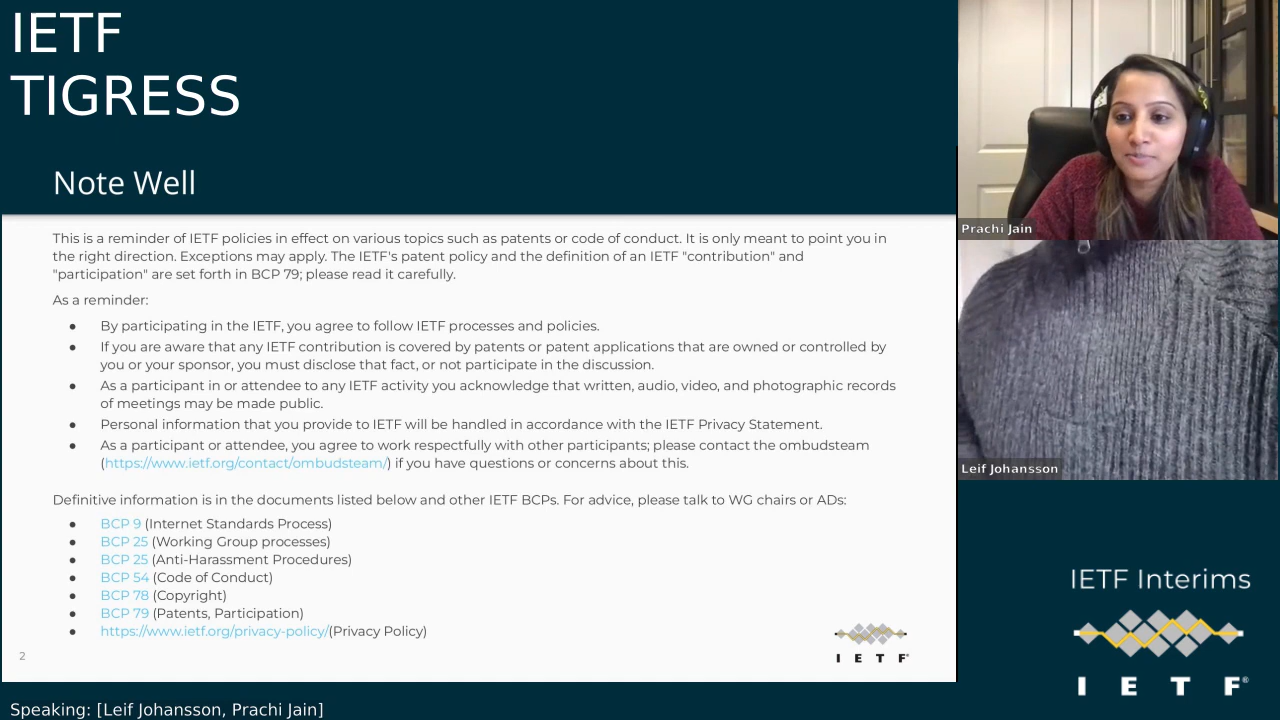 IETF
TIGRESS
Note Well
This is a reminder of IETF policies in effect on various topics such as patents or code of conduct. It is only meant to point you in
the right direction. Exceptions may apply. The IETF's patent policy and the definition of an IETF "contribution" and
"participation" are set forth in BCP 79; please read it carefully.
As a reminder:
● By participating in the IETF, you agree to follow IETF processes and policies.
● If you are aware that any IETF contribution is covered by patents or patent applications that are owned or controlled by
you or your sponsor, you must disclose that fact, or not participate in the discussion.
● As a participant in or attendee to any IETF activity you acknowledge that written, audio, video, and photographic records
of meetings may be made public.
● Personal information that you provide to IETF will be handled in accordance with the IETF Privacy Statement.
● As a participant or attendee, you agree to work respectfully with other participants; please contact the ombudsteam
(https://www.ietf.org/contact/ombudsteam/) if you have questions or concerns about this.
Definitive information is in the documents listed below and other IETF BCPs. For advice, please talk to WG chairs or ADs:
● BCP 9 (Internet Standards Process)
● BCP 25 (Working Group processes)
● BCP 25 (Anti-Harassment Procedures)
● BCP 54 (Code of Conduct)
● BCP 78 (Copyright)
● BCP 79 (Patents, Participation)
● https://www.ietf.org/privacy-policy/(Privacy Policy)
2
I E T F®
Prachi Jain
Leif Johansson
IETF Interims
I E T F®
Speaking: [Leif Johansson, Prachi Jain]